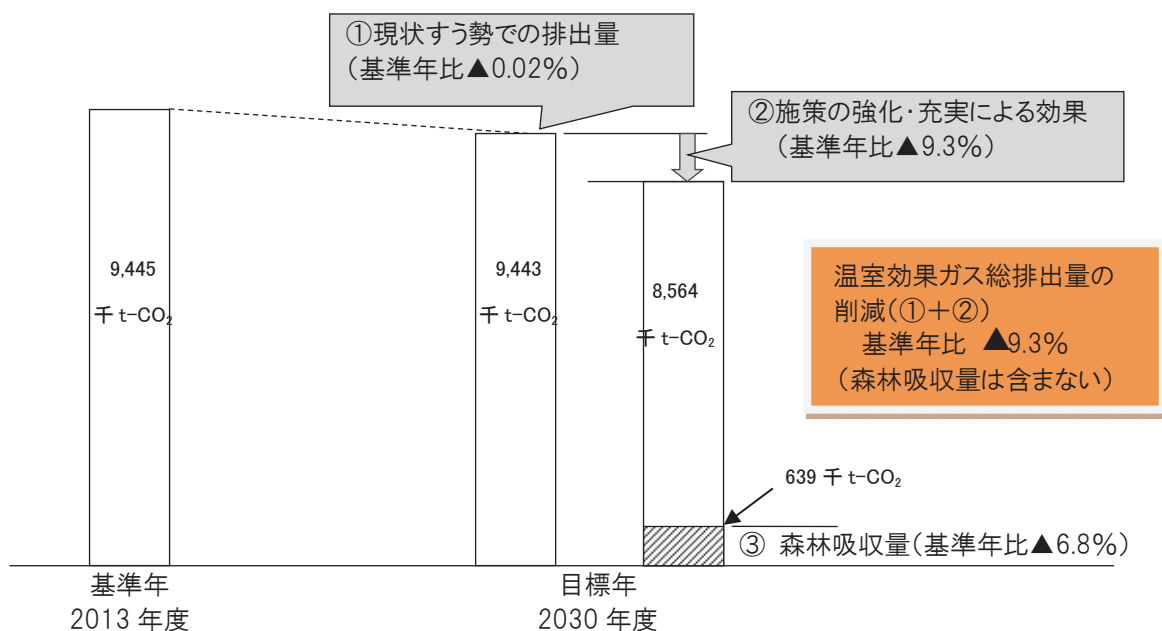 ①現状すう勢での排出量
(基準年比▲0.02%)
②施策の強化・充実による効果
(基準年比▲9.3%)
9,445
千 t-CO₂
9,443
千 t-CO₂
8,564
千 t-CO₂
温室効果ガス総排出量の
削減(①+②)
基準年比 ▲9.3%
(森林吸収量は含まない)
639 千 t-CO₂
③ 森林吸収量(基準年比▲6.8%)
基準年
2013 年度
目標年
2030 年度